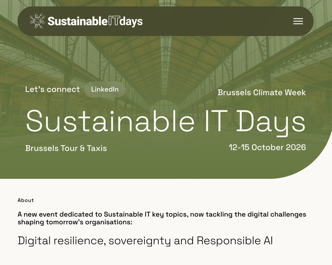 SustainableITdays
Let's connect LinkedIn
Brussels Climate Week
Sustainable IT Days
Brussels Tour & Taxis
12-15 October 2026
About
A new event dedicated to Sustainable IT key topics, now tackling the digital challenges
shaping tomorrow's organisations:
Digital resilience, sovereignty and Responsible AI